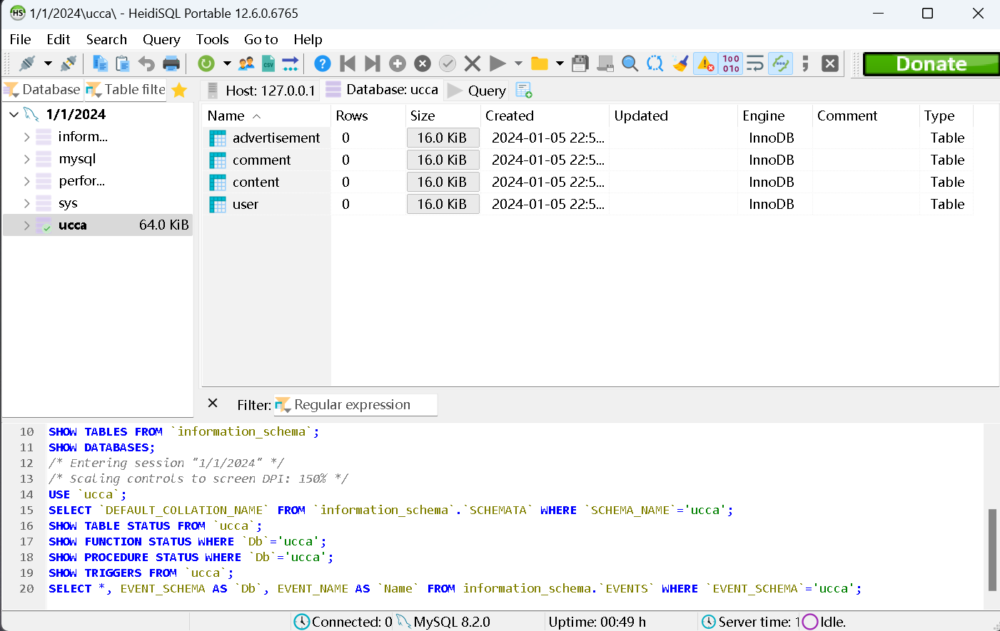 HS 1/1/2024\ucca\ - HeidiSQL Portable 12.6.0.6765
File Edit Search Query Tools Go to Help
Donate
Database Table filte Host: 127.0.0.1 Database: ucca Query
Name Rows Size Created Updated Engine Comment Type
1/1/2024
inform...
mysql
perfor...
sys
ucca 64.0 KiB
advertisement 0 16.0 KiB 2024-01-05 22:5... InnoDB Table
comment 0 16.0 KiB 2024-01-05 22:5... InnoDB Table
content 0 16.0 KiB 2024-01-05 22:5... InnoDB Table
user 0 16.0 KiB 2024-01-05 22:5... InnoDB Table
Filter: Regular expression
10 SHOW TABLES FROM `information_schema`;
11 SHOW DATABASES;
12 /* Entering session "1/1/2024" */
13 /* Scaling controls to screen DPI: 150% */
14 USE `ucca`;
15 SELECT `DEFAULT_COLLATION_NAME` FROM `information_schema`.`SCHEMATA` WHERE `SCHEMA_NAME`='ucca';
16 SHOW TABLE STATUS FROM `ucca`;
17 SHOW FUNCTION STATUS WHERE `Db`='ucca';
18 SHOW PROCEDURE STATUS WHERE `Db`='ucca';
19 SHOW TRIGGERS FROM `ucca`;
20 SELECT *, EVENT_SCHEMA AS `Db`, EVENT_NAME AS `Name` FROM information_schema.`EVENTS` WHERE `EVENT_SCHEMA`='ucca';
Connected: 0 MySQL 8.2.0 Uptime: 00:49 h Server time: 1 Idle.